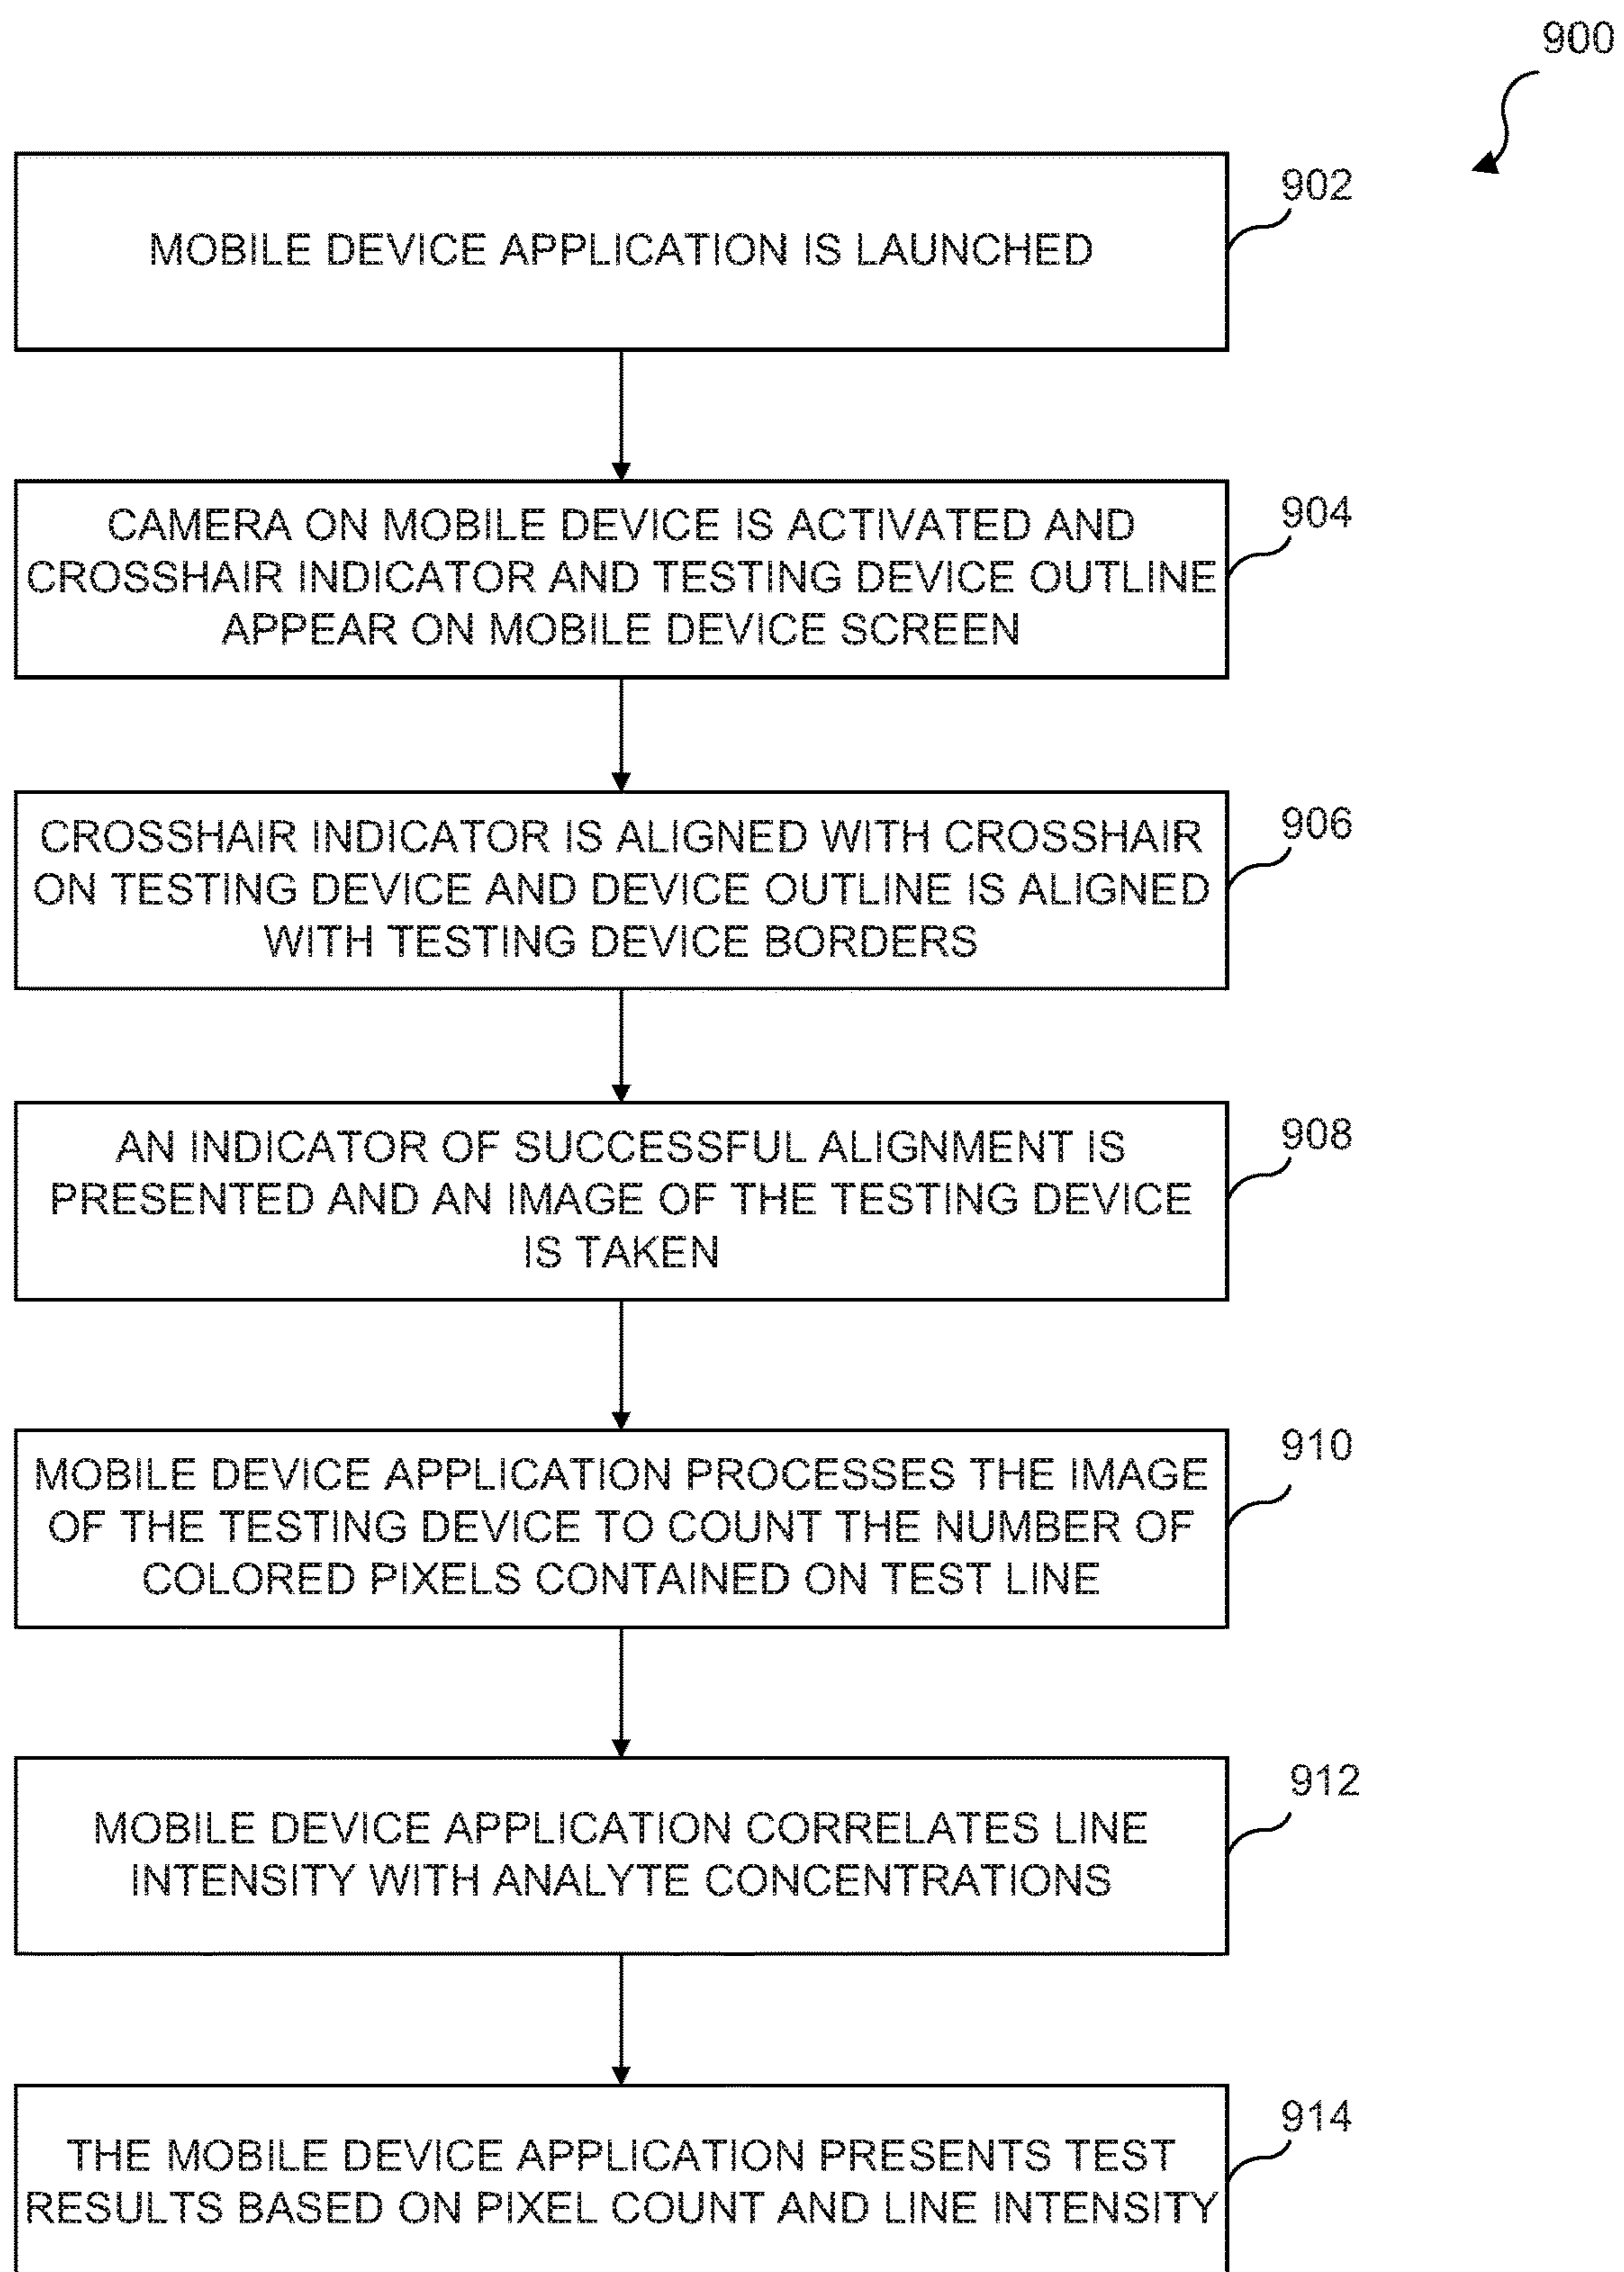 900
902
MOBILE DEVICE APPLICATION IS LAUNCHED
904
CAMERA ON MOBILE DEVICE IS ACTIVATED AND
CROSSHAIR INDICATOR AND TESTING DEVICE OUTLINE
APPEAR ON MOBILE DEVICE SCREEN
906
CROSSHAIR INDICATOR IS ALIGNED WITH CROSSHAIR
ON TESTING DEVICE AND DEVICE OUTLINE IS ALIGNED
WITH TESTING DEVICE BORDERS
908
AN INDICATOR OF SUCCESSFUL ALIGNMENT IS
PRESENTED AND AN IMAGE OF THE TESTING DEVICE
IS TAKEN
910
MOBILE DEVICE APPLICATION PROCESSES THE IMAGE
OF THE TESTING DEVICE TO COUNT THE NUMBER OF
COLORED PIXELS CONTAINED ON TEST LINE
912
MOBILE DEVICE APPLICATION CORRELATES LINE
INTENSITY WITH ANALYTE CONCENTRATIONS
914
THE MOBILE DEVICE APPLICATION PRESENTS TEST
RESULTS BASED ON PIXEL COUNT AND LINE INTENSITY